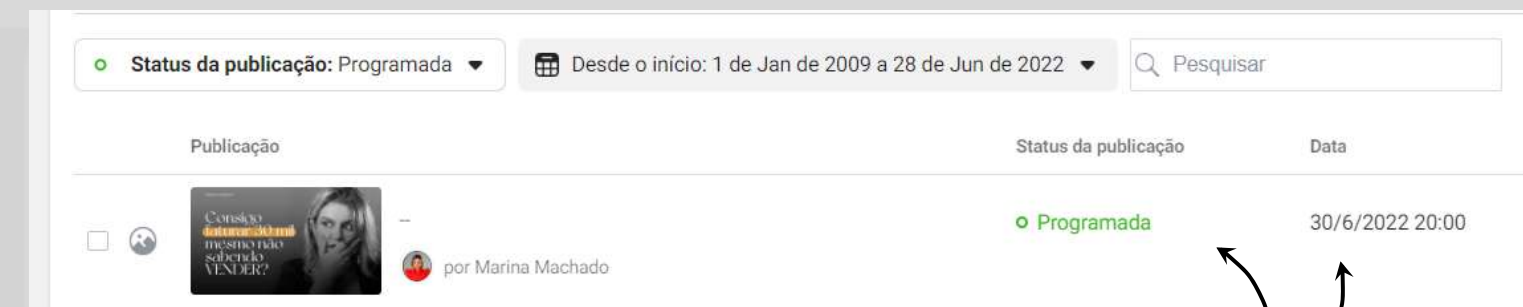 Status da publicação: Programada
Desde o início: 1 de Jan de 2009 a 28 de Jun de 2022
Pesquisar
Publicação
Status da publicação
Data
Consigo
faturar 30 mil
mesmo não
sabendo
VENDER?
--
por Marina Machado
Programada
30/6/2022 20:00